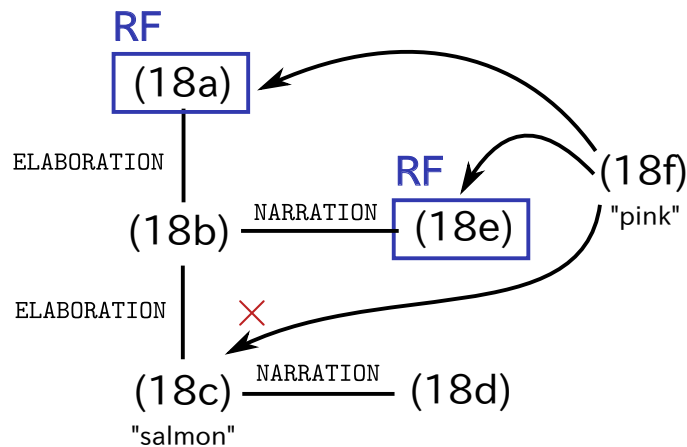 RF
(18a)
ELABORATION
RF
(18f)
"pink"
NARRATION
(18b)
(18e)
ELABORATION
NARRATION
(18c)
(18d)
"salmon"